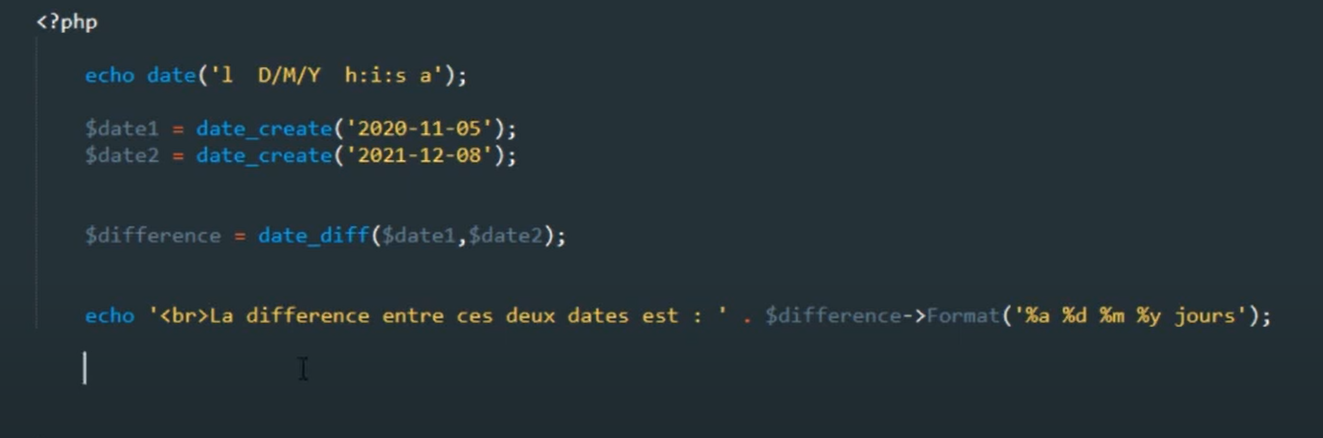 <?php
echo date('l  D/M/Y  h:i:s a');
$date1 = date_create('2020-11-05');
$date2 = date_create('2021-12-08');
$difference = date_diff($date1,$date2);
echo '<br>La difference entre ces deux dates est : ' . $difference->Format('%a %d %m %y jours');